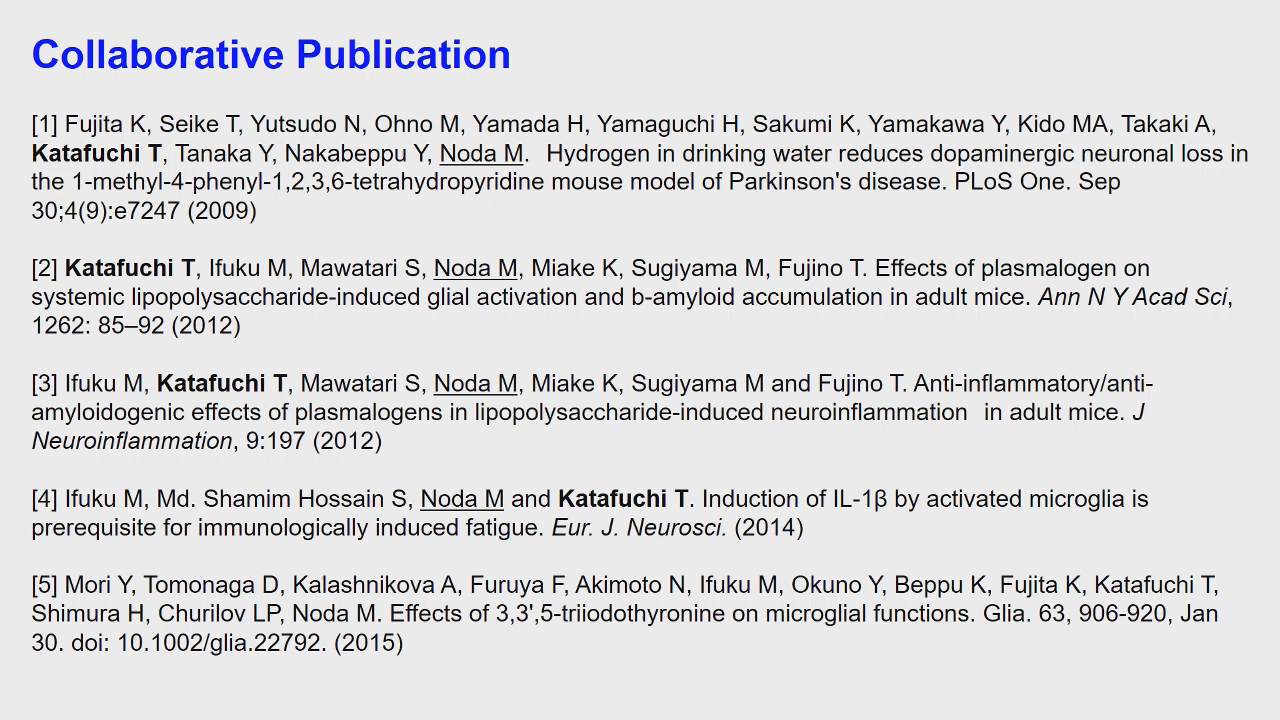 Collaborative Publication
[1] Fujita K, Seike T, Yutsudo N, Ohno M, Yamada H, Yamaguchi H, Sakumi K, Yamakawa Y, Kido MA, Takaki A,
Katafuchi T, Tanaka Y, Nakabeppu Y, Noda M. Hydrogen in drinking water reduces dopaminergic neuronal loss in
the 1-methyl-4-phenyl-1,2,3,6-tetrahydropyridine mouse model of Parkinson's disease. PLoS One. Sep
30;4(9):e7247 (2009)
[2] Katafuchi T, Ifuku M, Mawatari S, Noda M, Miake K, Sugiyama M, Fujino T. Effects of plasmalogen on
systemic lipopolysaccharide-induced glial activation and b-amyloid accumulation in adult mice. Ann N Y Acad Sci,
1262: 85–92 (2012)
[3] Ifuku M, Katafuchi T, Mawatari S, Noda M, Miake K, Sugiyama M and Fujino T. Anti-inflammatory/anti-
amyloidogenic effects of plasmalogens in lipopolysaccharide-induced neuroinflammation in adult mice. J
Neuroinflammation, 9:197 (2012)
[4] Ifuku M, Md. Shamim Hossain S, Noda M and Katafuchi T. Induction of IL-1β by activated microglia is
prerequisite for immunologically induced fatigue. Eur. J. Neurosci. (2014)
[5] Mori Y, Tomonaga D, Kalashnikova A, Furuya F, Akimoto N, Ifuku M, Okuno Y, Beppu K, Fujita K, Katafuchi T,
Shimura H, Churilov LP, Noda M. Effects of 3,3',5-triiodothyronine on microglial functions. Glia. 63, 906-920, Jan
30. doi: 10.1002/glia.22792. (2015)